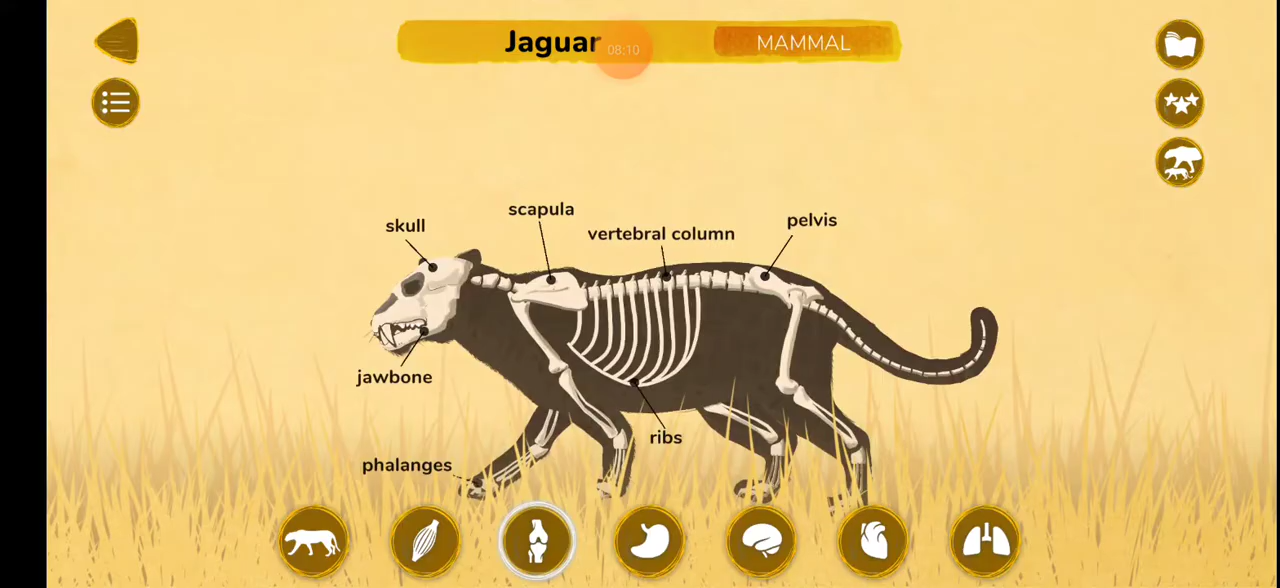 Jaguar
08:10
MAMMAL
scapula
skull
pelvis
vertebral column
jawbone
ribs
phalanges